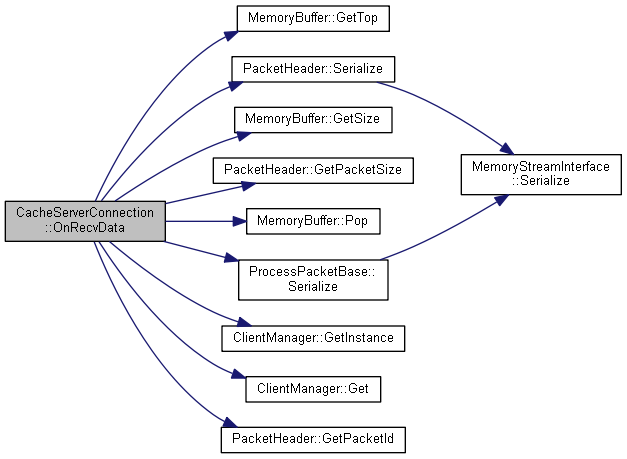 MemoryBuffer::GetTop
PacketHeader::Serialize
MemoryBuffer::GetSize
PacketHeader::GetPacketSize
MemoryStreamInterface
::Serialize
CacheServerConnection
::OnRecvData
MemoryBuffer::Pop
ProcessPacketBase::
Serialize
ClientManager::GetInstance
ClientManager::Get
PacketHeader::GetPacketId